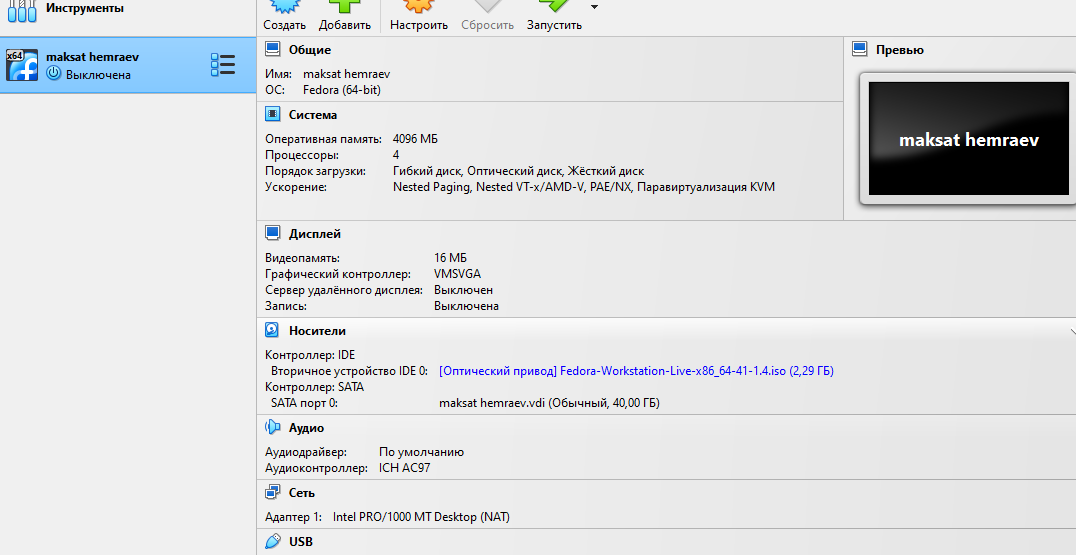 Инструменты
Создать Добавить Настроить Сбросить Запустить
x64
maksat hemraev
Выключена
Общие
Имя: maksat hemraev
ОС: Fedora (64-bit)
Превью
maksat hemraev
Система
Оперативная память: 4096 МБ
Процессоры: 4
Порядок загрузки: Гибкий диск, Оптический диск, Жёсткий диск
Ускорение: Nested Paging, Nested VT-x/AMD-V, PAE/NX, Паравиртуализация KVM
Дисплей
Видеопамять: 16 МБ
Графический контроллер: VMSVGA
Сервер удалённого дисплея: Выключен
Запись: Выключена
Носители
Контроллер: IDE
Вторичное устройство IDE 0: [Оптический привод] Fedora-Workstation-Live-x86_64-41-1.4.iso (2,29 ГБ)
Контроллер: SATA
SATA порт 0: maksat hemraev.vdi (Обычный, 40,00 ГБ)
Аудио
Аудиодрайвер: По умолчанию
Аудиоконтроллер: ICH AC97
Сеть
Адаптер 1: Intel PRO/1000 MT Desktop (NAT)
USB